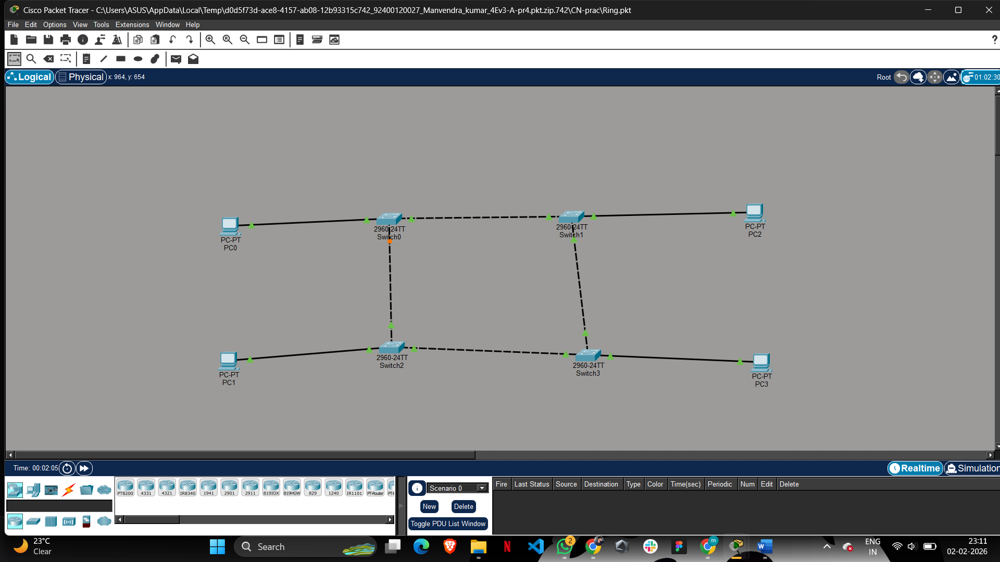 Cisco Packet Tracer - C:\Users\ASUS\AppData\Local\Temp\d0d5f73d-ace8-4157-ab08-12b93315c742_92400120027_Manvendra_kumar_4Ev3-A-pr4.pkt.zip.742\CN-prac\Ring.pkt
File Edit Options View Tools Extensions Window Help
?
Logical Physical x: 964, y: 654 Root 01:02:30
2960-24TT
Switch0
2960-24TT
Switch1
PC-PT
PC2
PC-PT
PC0
2960-24TT
Switch2
2960-24TT
Switch3
PC-PT
PC1
PC-PT
PC3
Time: 00:02:05 Realtime Simulation
PT8200 4331 4321 IR8340 1941 2901 2911 819IOX 819HGW 829 1240 IR1101 PT-Router
Scenario 0
New Delete
Toggle PDU List Window
Fire Last Status Source Destination Type Color Time(sec) Periodic Num Edit Delete
23°C
Clear
Search
2
m
ENG
IN
23:11
02-02-2026